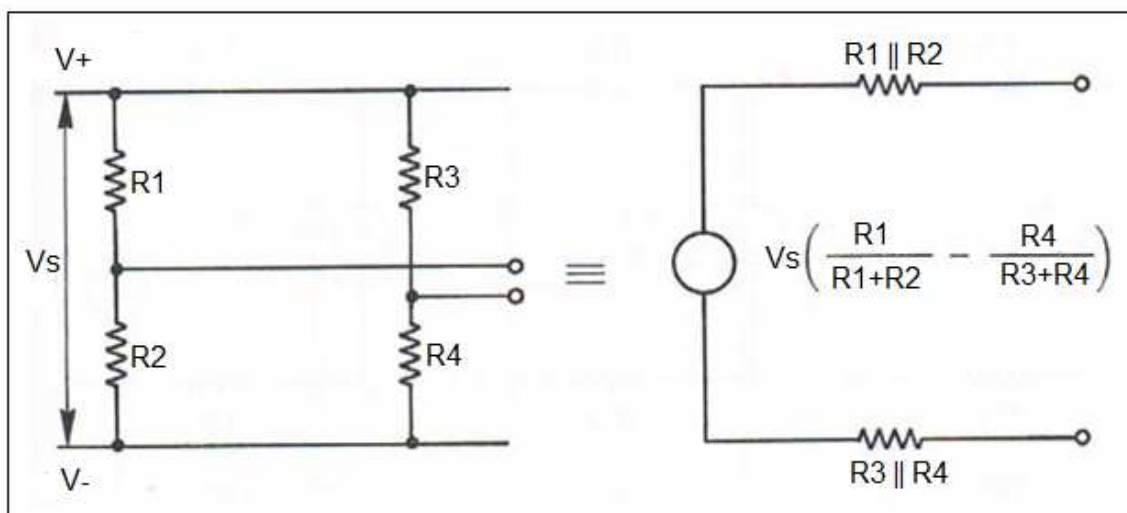 V+
R1
R3
Vs
R2
R4
V-
≡
R1 || R2
Vs( R1/R1+R2 - R4/R3+R4 )
R3 || R4